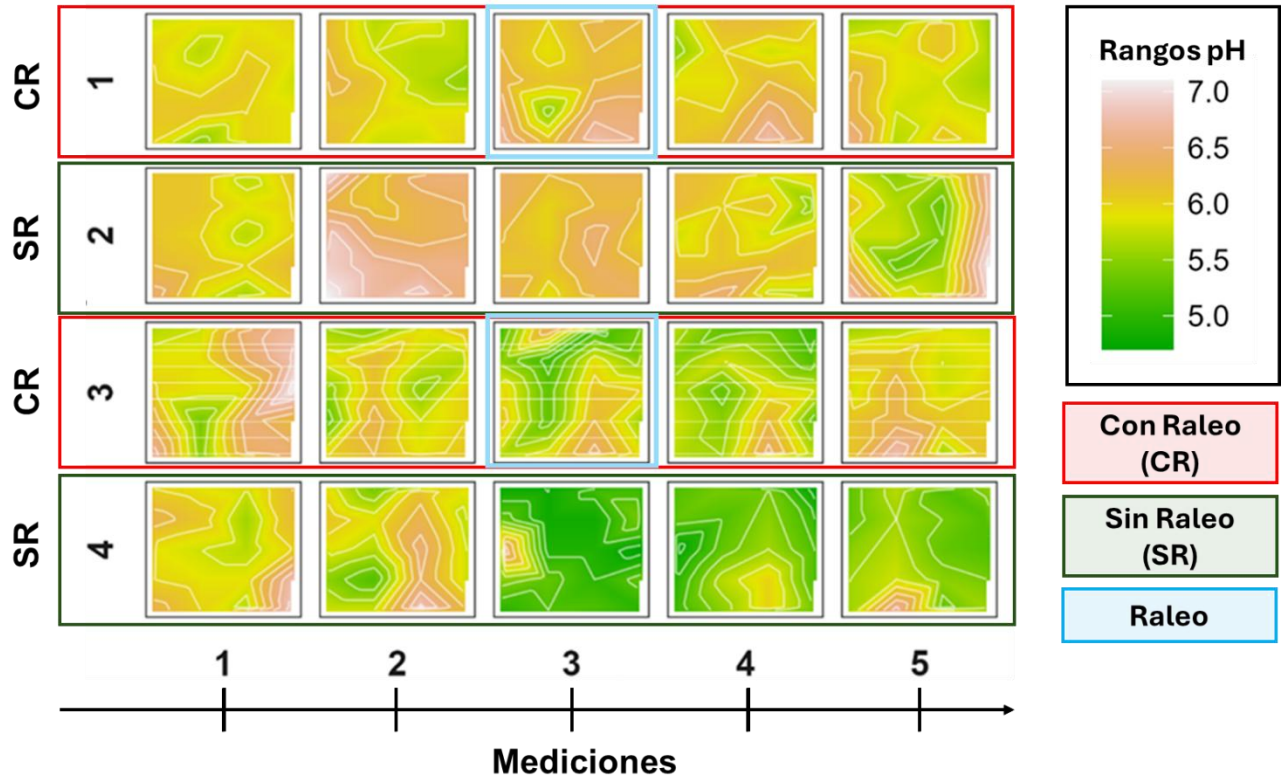 CR
1
SR
2
CR
3
SR
4
Rangos pH
7.0
6.5
6.0
5.5
5.0
Con Raleo
(CR)
Sin Raleo
(SR)
Raleo
1 2 3 4 5
Mediciones